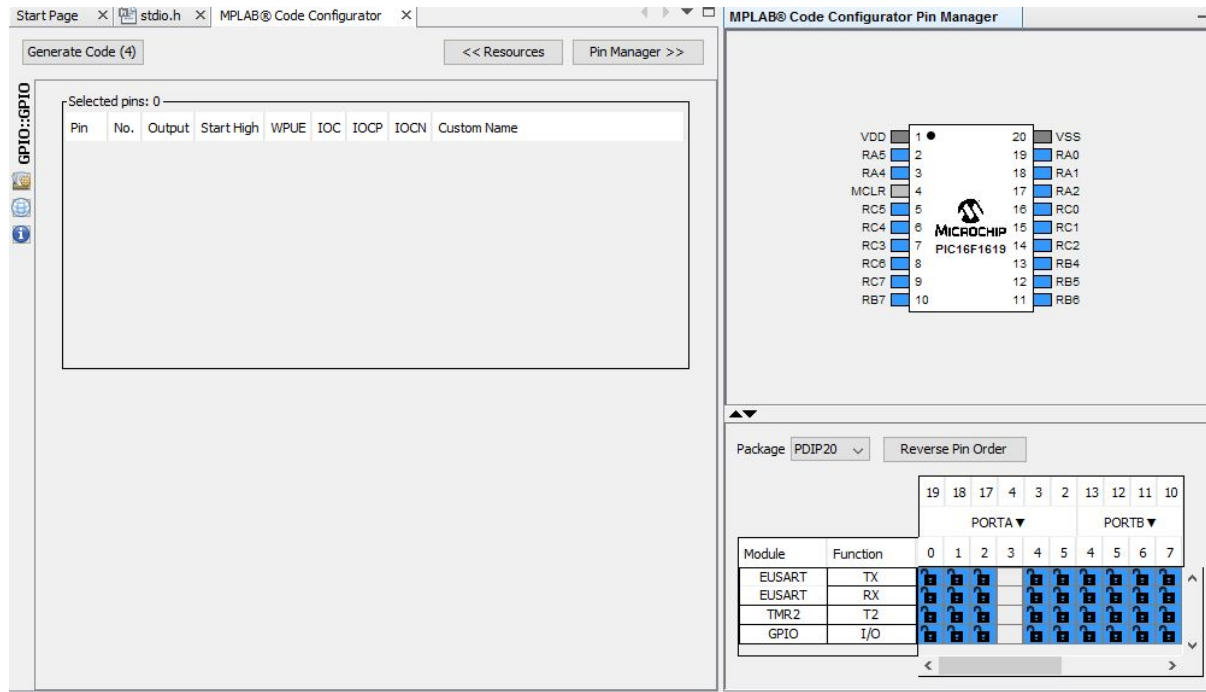 Start Page stdio.h MPLAB® Code Configurator
Generate Code (4) << Resources Pin Manager >>
GPIO::GPIO
Selected pins: 0
Pin No. Output Start High WPUE IOC IOCP IOCN Custom Name
MPLAB® Code Configurator Pin Manager
VDD 1 20 VSS
RA5 2 19 RA0
RA4 3 18 RA1
MCLR 4 17 RA2
RC5 5 16 RC0
RC4 6 MICROCHIP 15 RC1
RC3 7 PIC16F1619 14 RC2
RC6 8 13 RB4
RC7 9 12 RB5
RB7 10 11 RB6
Package PDIP20 Reverse Pin Order
19 18 17 4 3 2 13 12 11 10
PORTA▼ PORTB▼
Module Function 0 1 2 3 4 5 4 5 6 7
EUSART TX
EUSART RX
TMR2 T2
GPIO I/O